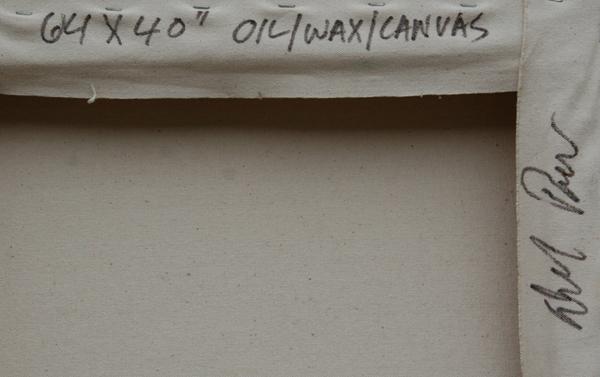 64 X 40" OIL/WAX/CANVAS